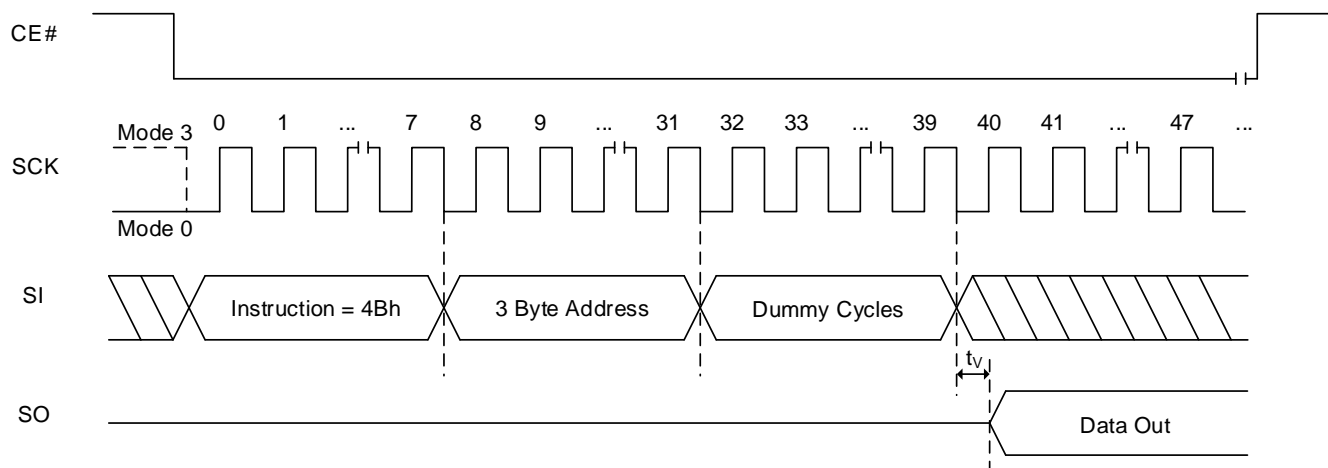 CE#
0 1 ... 7 8 9 ... 31 32 33 ... 39 40 41 ... 47 ...
Mode 3
SCK
Mode 0
SI
Instruction = 4Bh
3 Byte Address
Dummy Cycles
tV
SO
Data Out